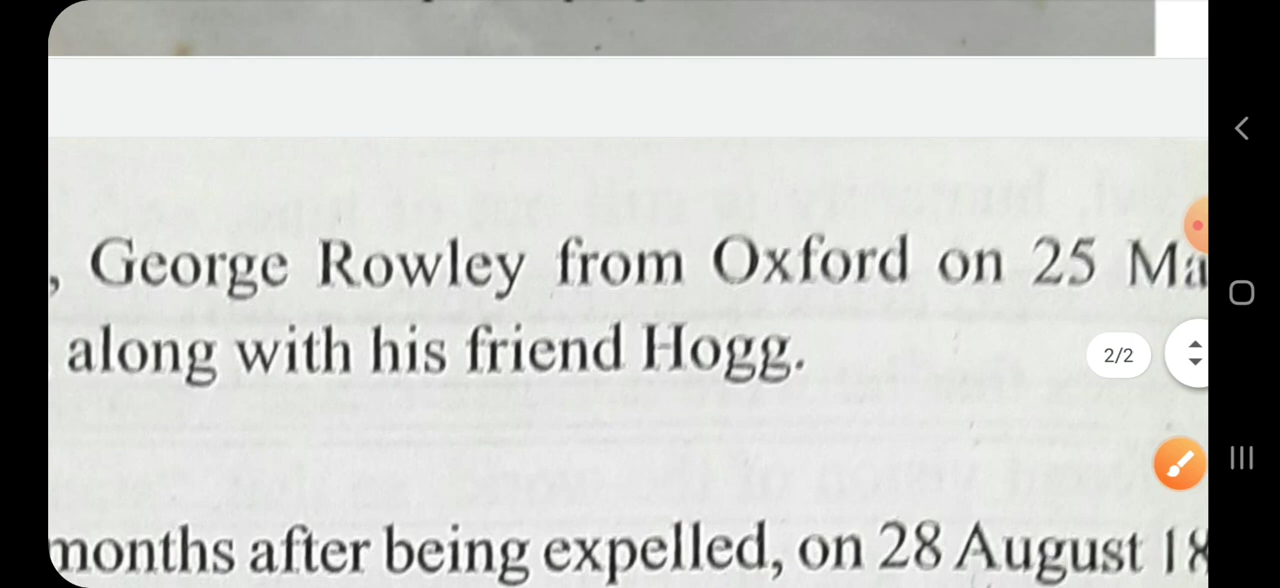 , George Rowley from Oxford on 25 Ma
along with his friend Hogg.
2/2
months after being expelled, on 28 August 18